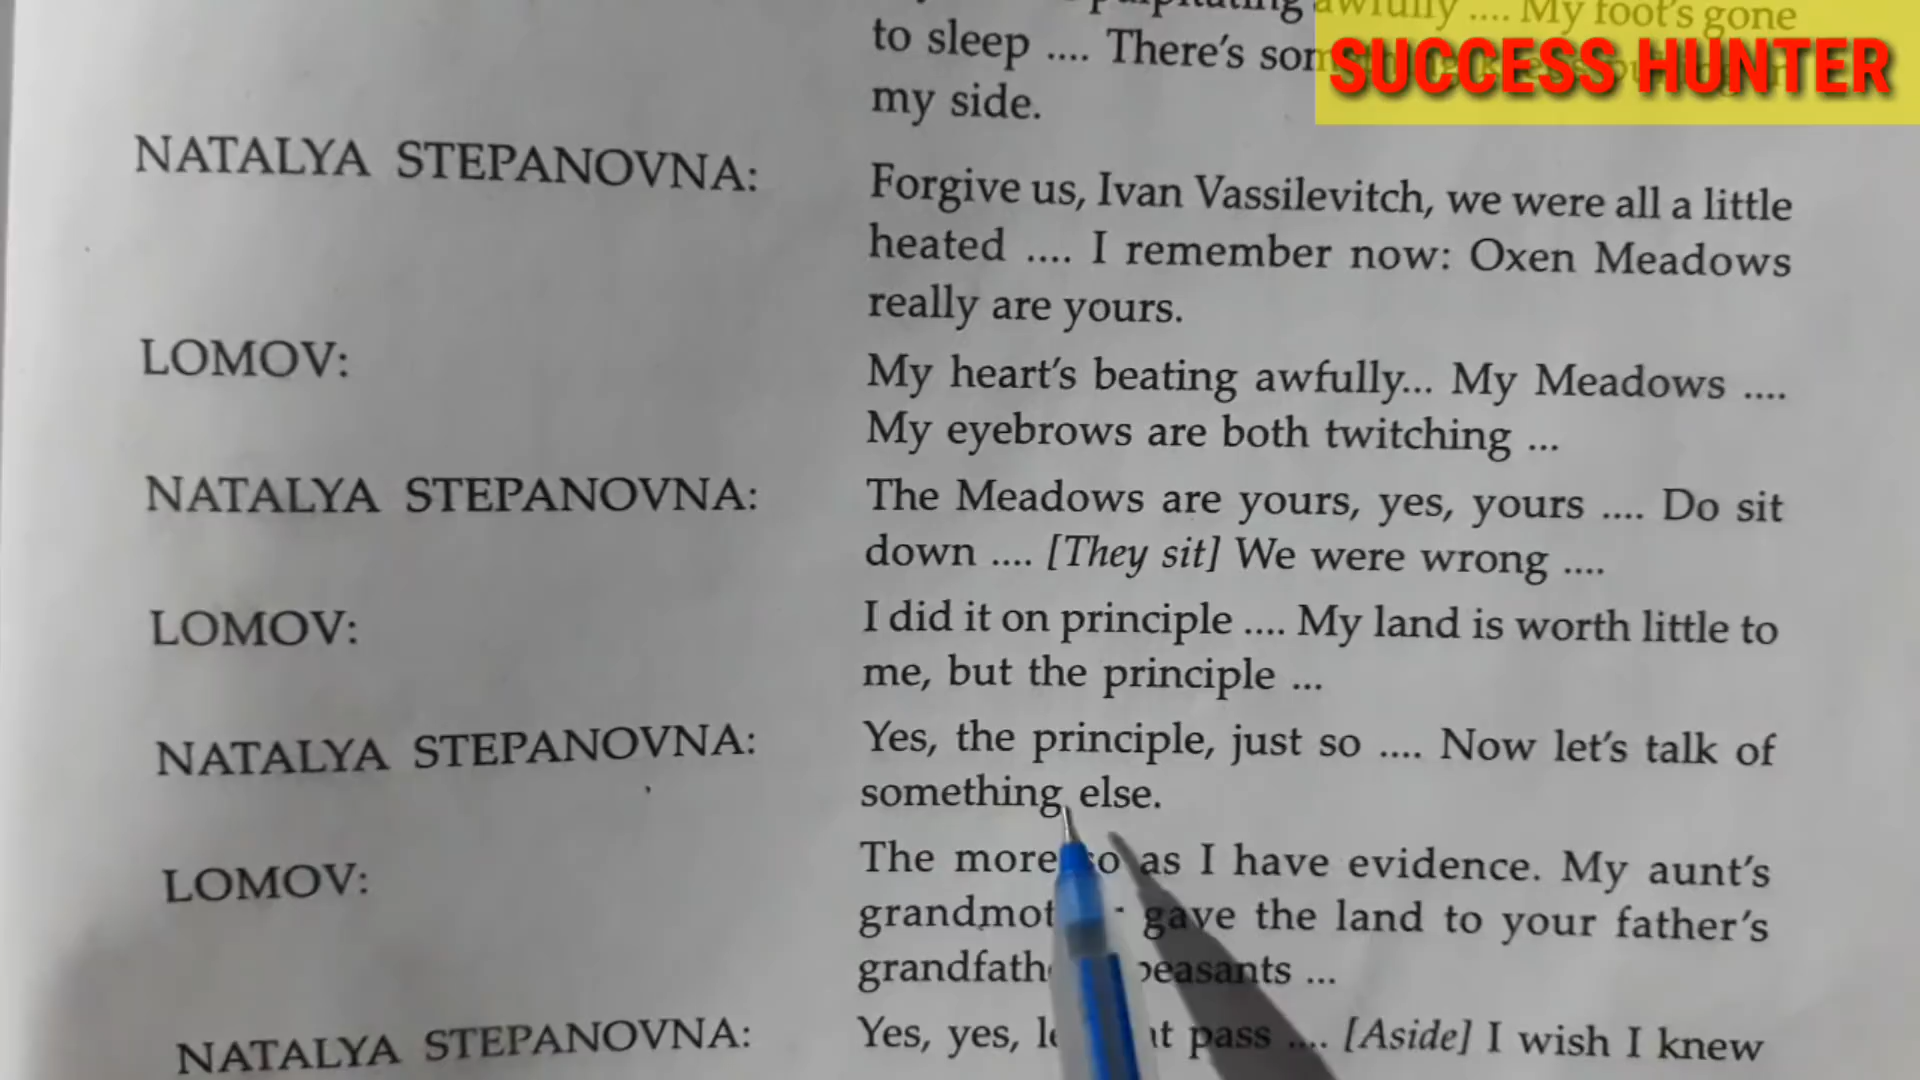 awfully .... My foot's gone
to sleep .... There's
SUCCESS HUNTER
my side.
NATALYA STEPANOVNA: Forgive us, Ivan Vassilevitch, we were all a little
heated .... I remember now: Oxen Meadows
really are yours.
LOMOV: My heart's beating awfully... My Meadows ....
My eyebrows are both twitching ...
NATALYA STEPANOVNA: The Meadows are yours, yes, yours .... Do sit
down .... [They sit] We were wrong ....
LOMOV: I did it on principle .... My land is worth little to
me, but the principle ...
NATALYA STEPANOVNA: Yes, the principle, just so .... Now let's talk of
something else.
LOMOV: The more so as I have evidence. My aunt's
gave the land to your father's
peasants ...
NATALYA STEPANOVNA: Yes, yes, pass .... [Aside] I wish I knew